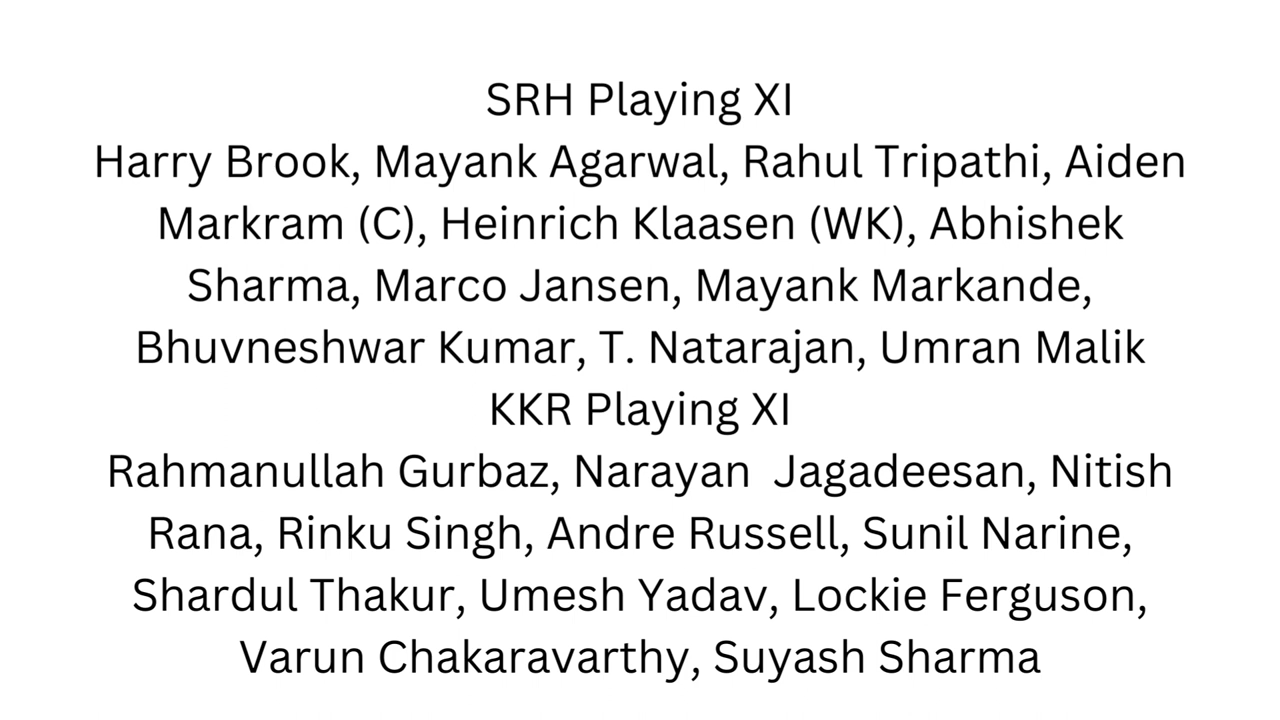 SRH Playing XI
Harry Brook, Mayank Agarwal, Rahul Tripathi, Aiden
Markram (C), Heinrich Klaasen (WK), Abhishek
Sharma, Marco Jansen, Mayank Markande,
Bhuvneshwar Kumar, T. Natarajan, Umran Malik
KKR Playing XI
Rahmanullah Gurbaz, Narayan  Jagadeesan, Nitish
Rana, Rinku Singh, Andre Russell, Sunil Narine,
Shardul Thakur, Umesh Yadav, Lockie Ferguson,
Varun Chakaravarthy, Suyash Sharma